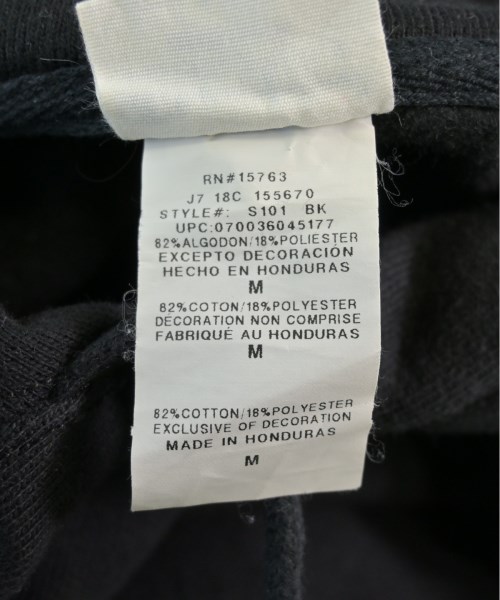 RN#15763
J7 18C 155670
STYLE#: S101 BK
UPC:070036045177
82%ALGODON/18%POLIESTER
EXCEPTO DECORACIÓN
HECHO EN HONDURAS
M
82%COTON/18%POLYESTER
DECORATION NON COMPRISE
FABRIQUÉ AU HONDURAS
M
82%COTTON/18%POLYESTER
EXCLUSIVE OF DECORATION
MADE IN HONDURAS
M